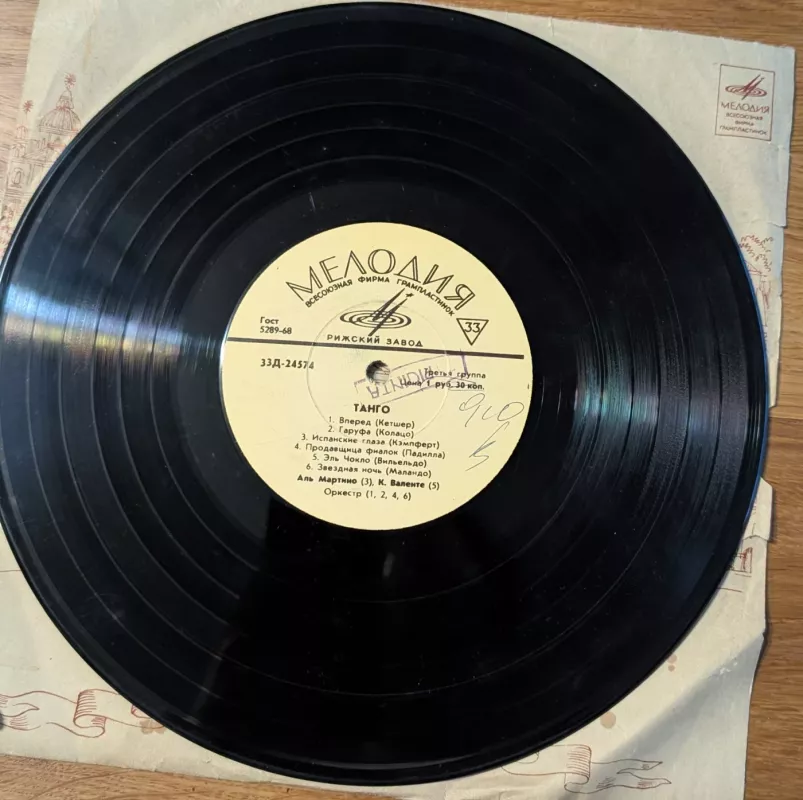 МЕЛОДИЯ
ВСЕСОЮЗНАЯ
ФИРМА
ГРАМПЛАСТИНОК
МЕЛОДИЯ
ВСЕСОЮЗНАЯ ФИРМА ГРАМПЛАСТИНОК
33
Гост
5289-68
РИЖСКИЙ ЗАВОД
33Д-24574
Третья группа
Цена 1 руб. 30 коп.
ТАНГО
1. Вперед (Кетшер)
2. Гаруфа (Колацо)
3. Испанские глаза (Кэмпферт)
4. Продавщица фиалок (Падилла)
5. Эль Чокло (Вильельдо)
6. Звездная ночь (Маландо)
Аль Мартино (3), К. Валенте (5)
Оркестр (1, 2, 4, 6)